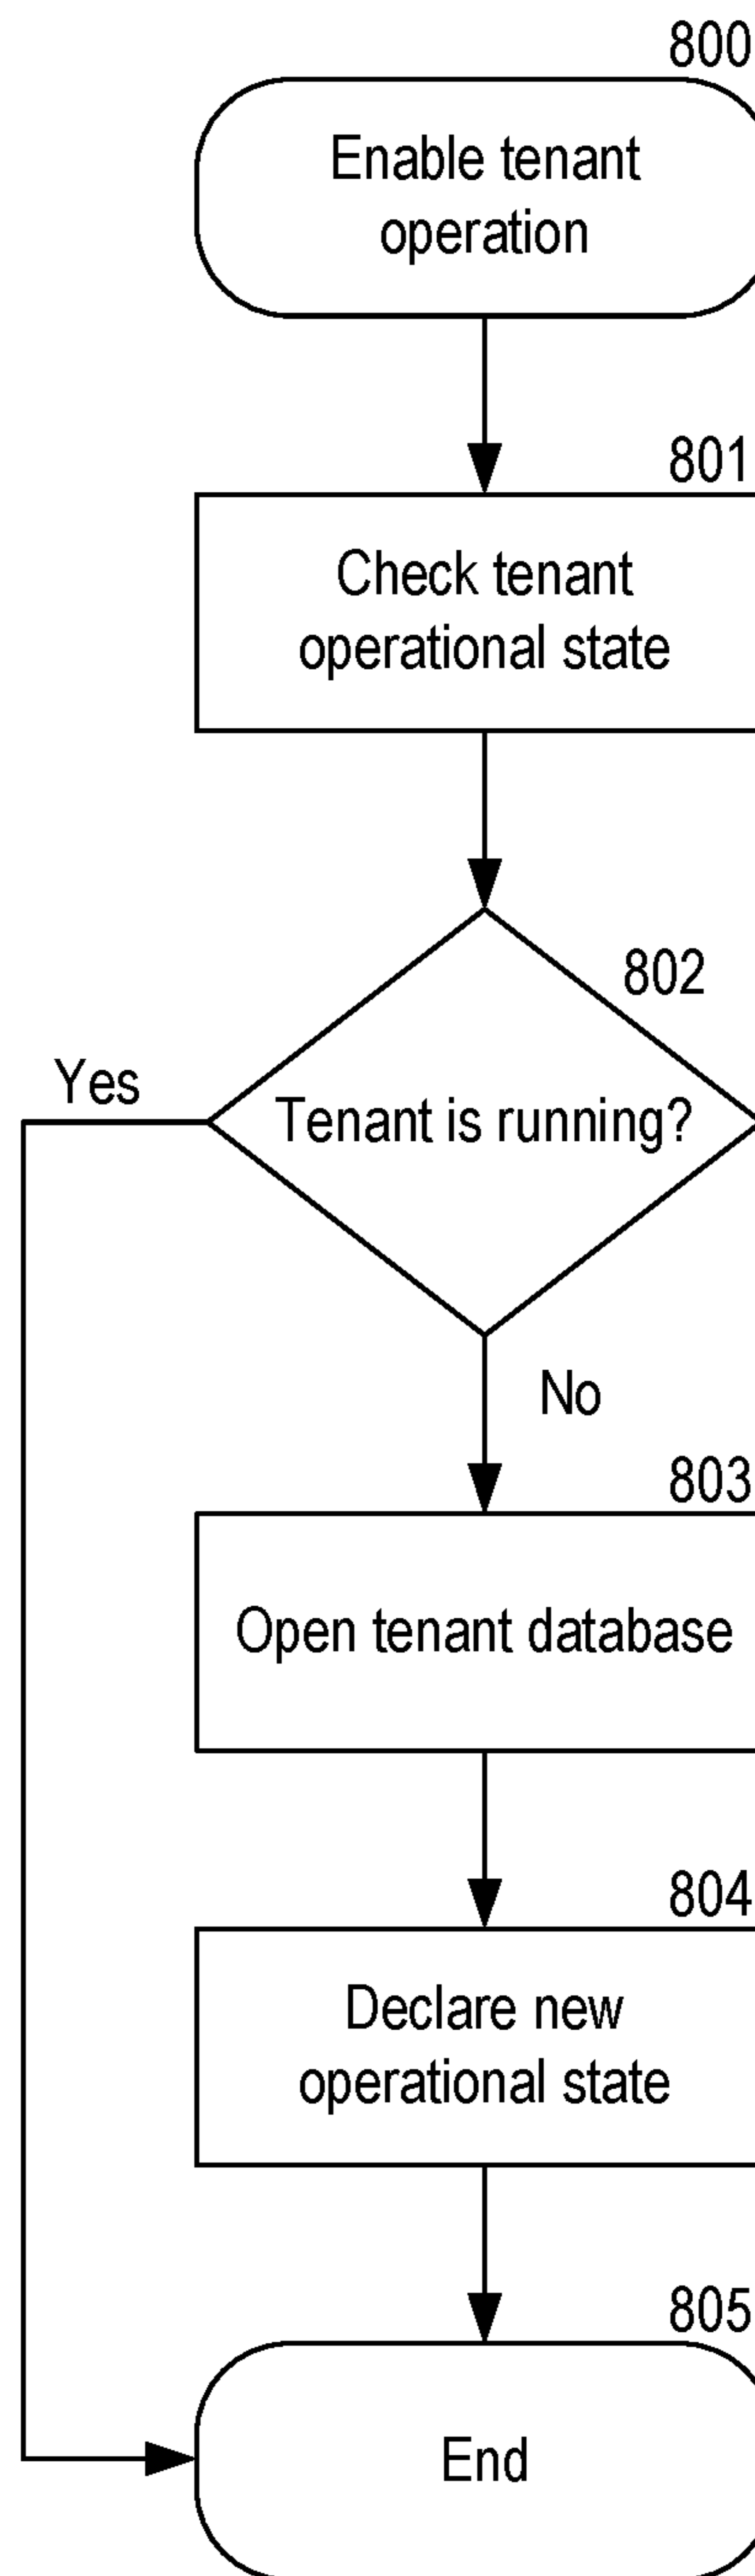 800
Enable tenant
operation
801
Check tenant
operational state
802
Yes
Tenant is running?
No
803
Open tenant database
804
Declare new
operational state
805
End